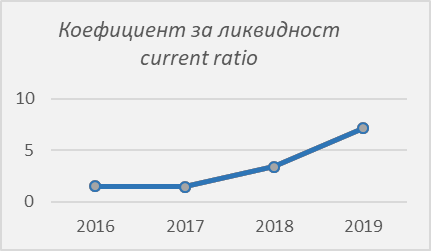 Коефициент за ликвидност
current ratio
10
5
0
2016 2017 2018 2019